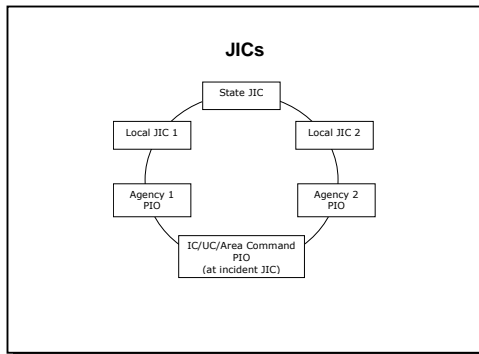 JICs
State JIC
Local JIC 1
Local JIC 2
Agency 1
PIO
Agency 2
PIO
IC/UC/Area Command
PIO
(at incident JIC)